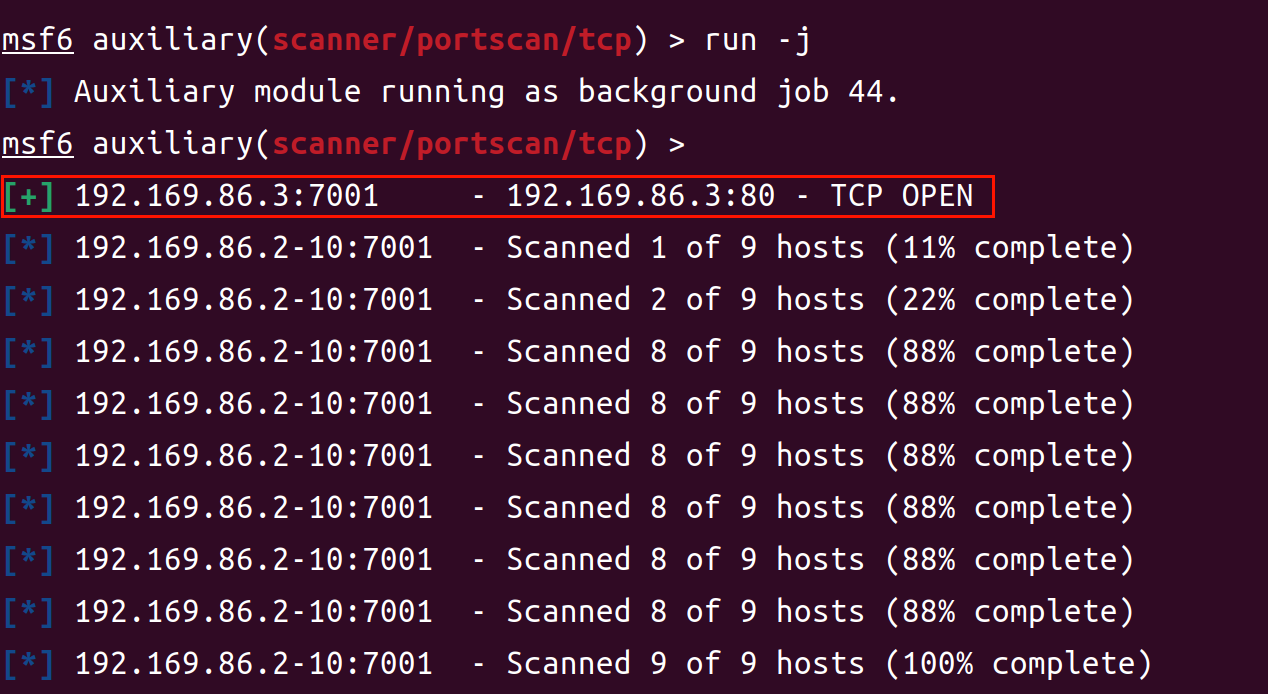 msf6 auxiliary(scanner/portscan/tcp) > run -j
[*] Auxiliary module running as background job 44.
msf6 auxiliary(scanner/portscan/tcp) >
[+] 192.169.86.3:7001     - 192.169.86.3:80 - TCP OPEN
[*] 192.169.86.2-10:7001  - Scanned 1 of 9 hosts (11% complete)
[*] 192.169.86.2-10:7001  - Scanned 2 of 9 hosts (22% complete)
[*] 192.169.86.2-10:7001  - Scanned 8 of 9 hosts (88% complete)
[*] 192.169.86.2-10:7001  - Scanned 8 of 9 hosts (88% complete)
[*] 192.169.86.2-10:7001  - Scanned 8 of 9 hosts (88% complete)
[*] 192.169.86.2-10:7001  - Scanned 8 of 9 hosts (88% complete)
[*] 192.169.86.2-10:7001  - Scanned 8 of 9 hosts (88% complete)
[*] 192.169.86.2-10:7001  - Scanned 8 of 9 hosts (88% complete)
[*] 192.169.86.2-10:7001  - Scanned 9 of 9 hosts (100% complete)